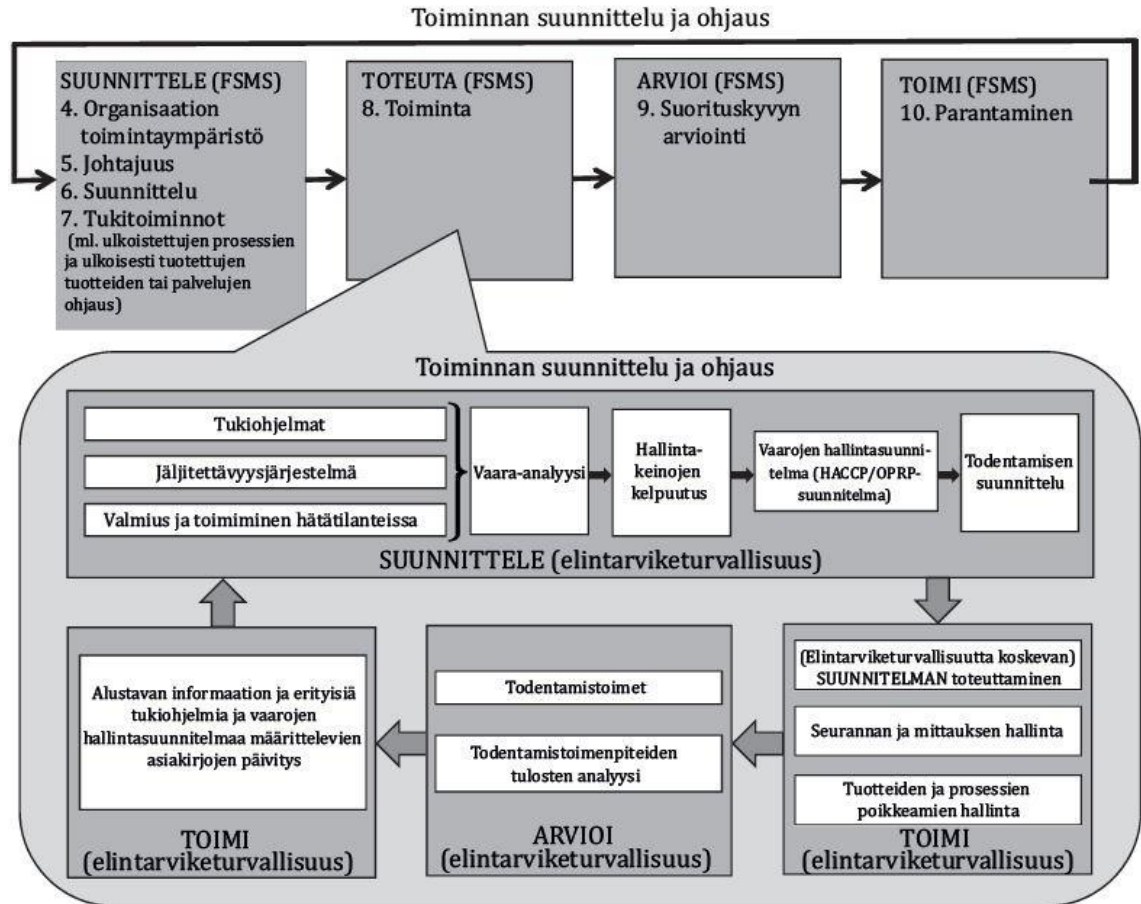 Toiminnan suunnittelu ja ohjaus
SUUNNITTELE (FSMS)
4. Organisaation
toimintaympäristö
5. Johtajuus
6. Suunnittelu
7. Tukitoiminnot
(ml. ulkoistettujen prosessien
ja ulkoisesti tuotettujen
tuotteiden tai palvelujen
ohjaus)
TOTEUTA (FSMS)
8. Toiminta
ARVIOI (FSMS)
9. Suorituskyvyn
arviointi
TOIMI (FSMS)
10. Parantaminen
Toiminnan suunnittelu ja ohjaus
Tukiohjelmat
Jäljitettävyysjärjestelmä
Valmius ja toimiminen hätätilanteissa
Vaara-analyysi
Hallinta-
keinojen
kelpuutus
Vaarojen hallintasuunni-
telma (HACCP/OPRP-
suunnitelma)
Todentamisen
suunnittelu
SUUNNITTELE (elintarviketurvallisuus)
Alustavan informaation ja erityisiä
tukiohjelmia ja vaarojen
hallintasuunnitelmaa määrittelevien
asiakirjojen päivitys
TOIMI
(elintarviketurvallisuus)
Todentamistoimet
Todentamistoimenpiteiden
tulosten analyysi
ARVIOI
(elintarviketurvallisuus)
(Elintarviketurvallisuutta koskevan)
SUUNNITELMAN toteuttaminen
Seurannan ja mittauksen hallinta
Tuotteiden ja prosessien
poikkeamien hallinta
TOIMI
(elintarviketurvallisuus)